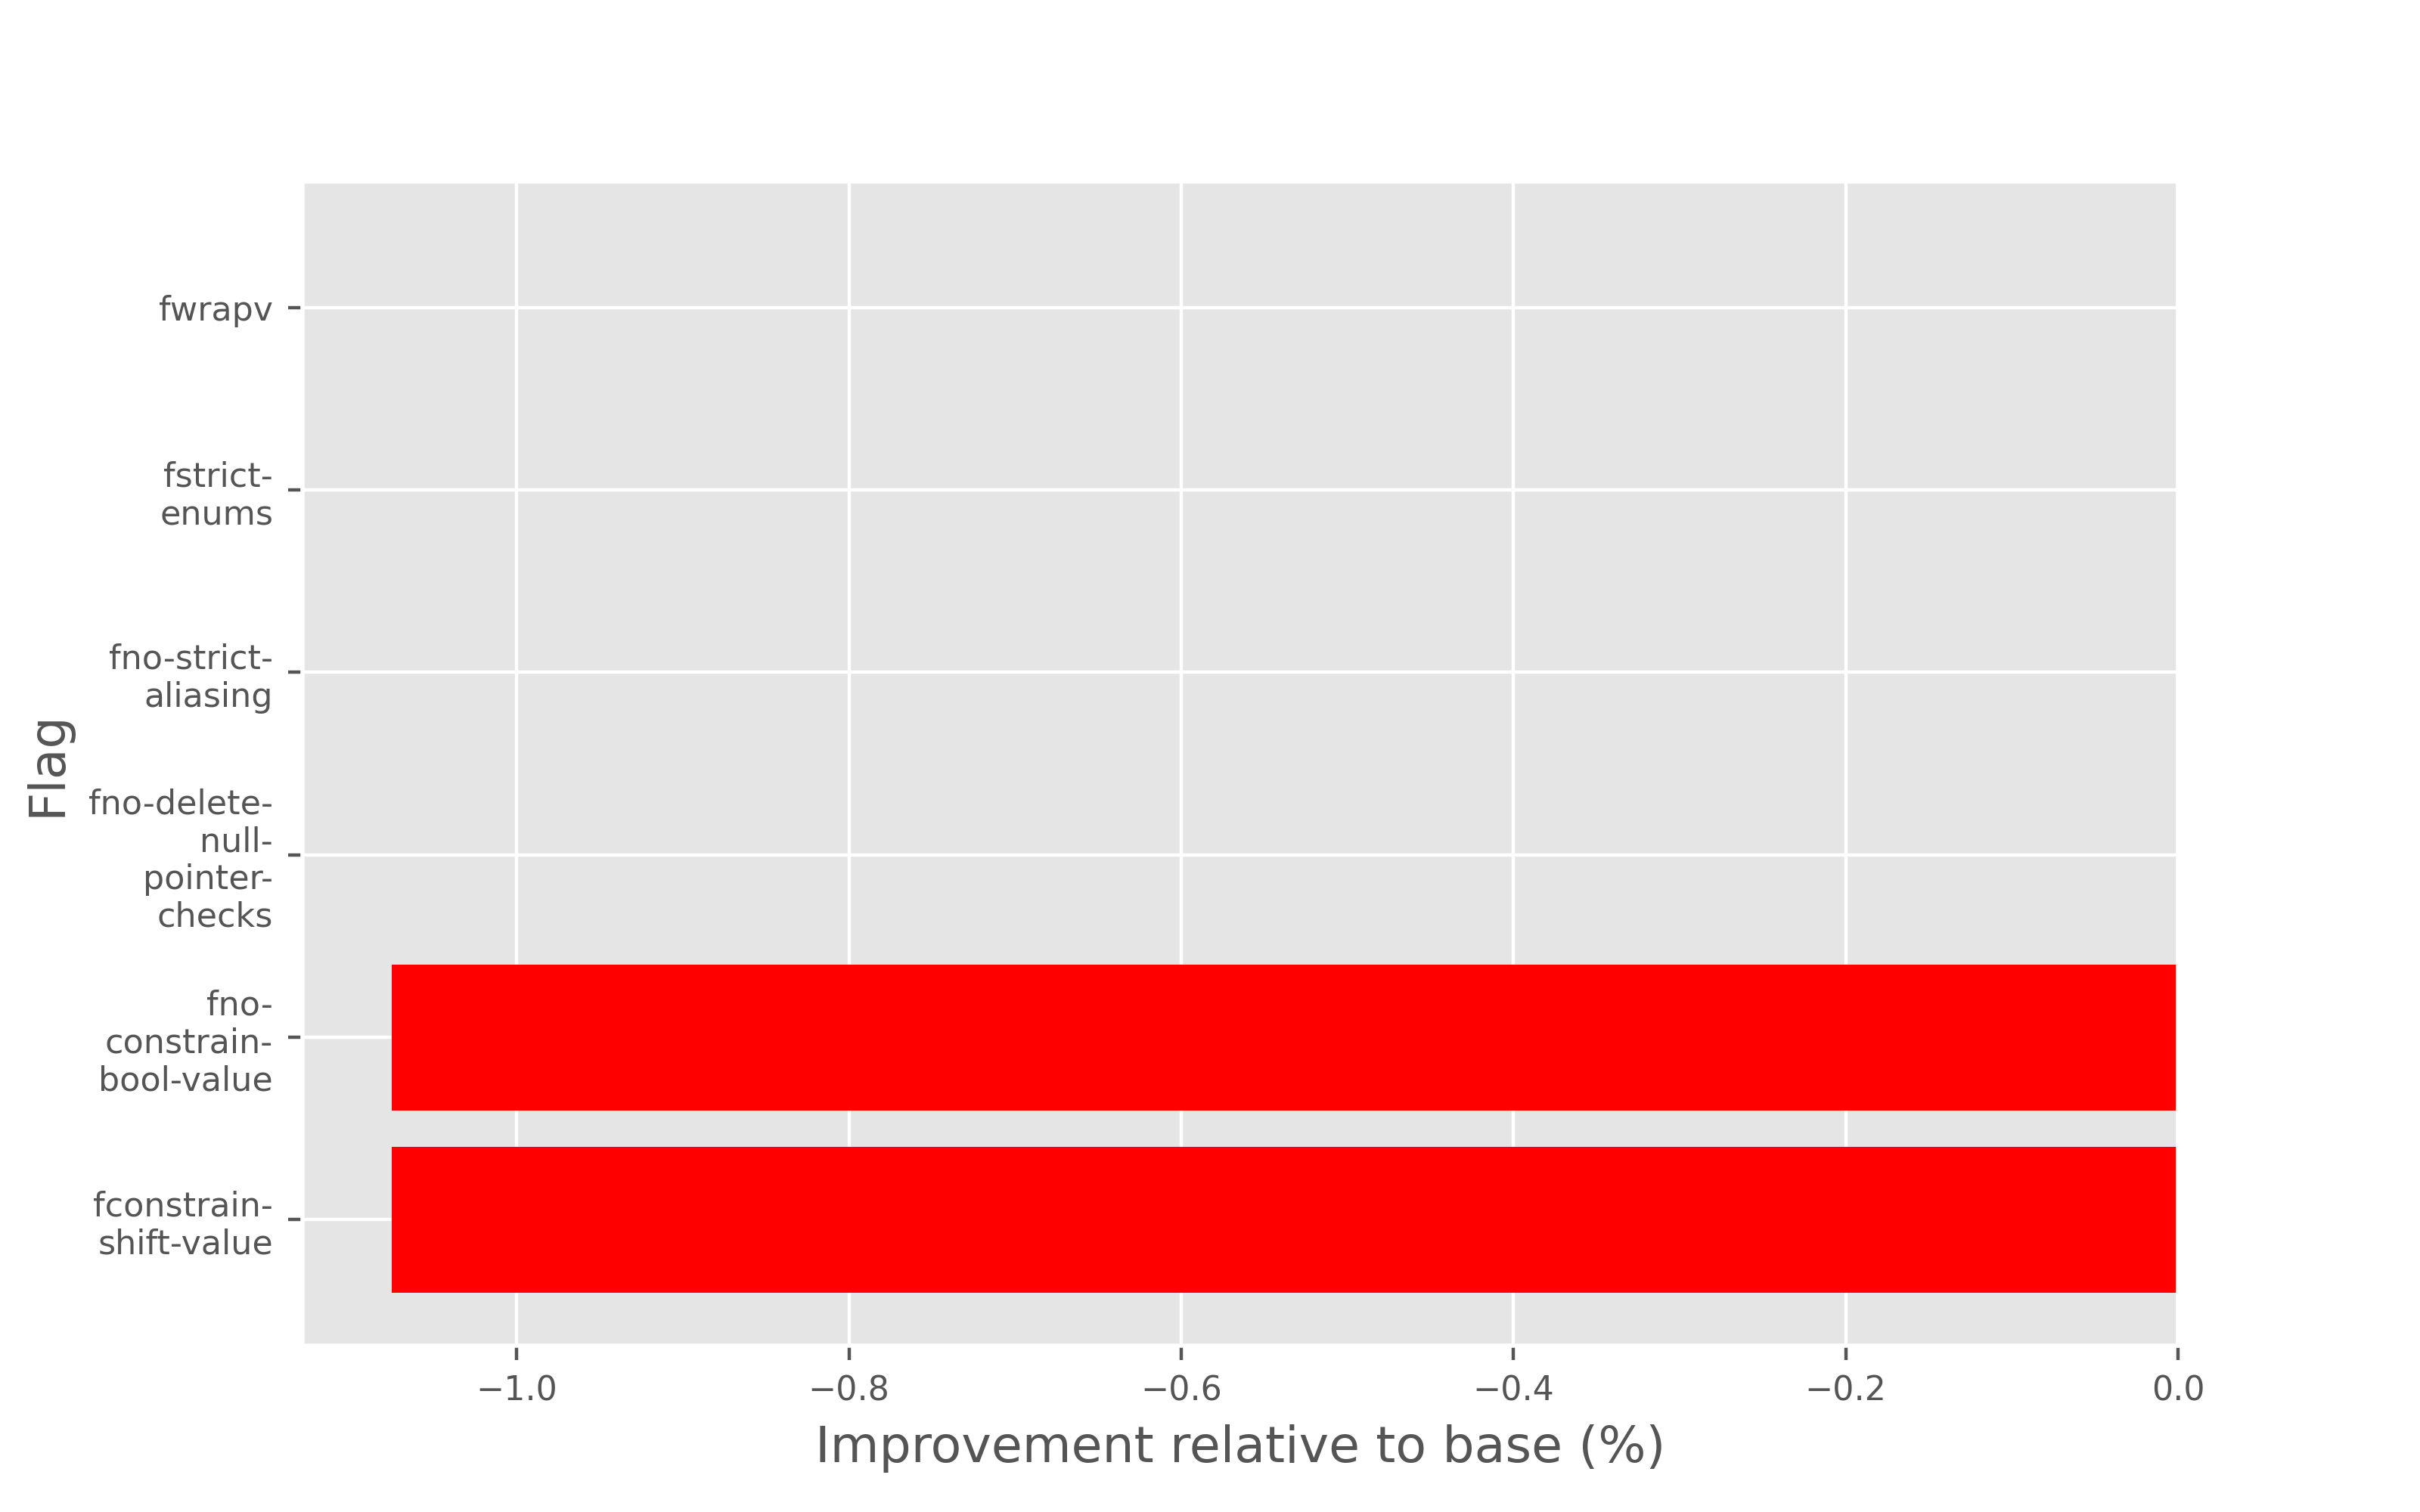 Flag
fwrapv
fstrict-
enums
fno-strict-
aliasing
fno-delete-
null-
pointer-
checks
fno-
constrain-
bool-value
fconstrain-
shift-value
−1.0
−0.8
−0.6
−0.4
−0.2
0.0
Improvement relative to base (%)